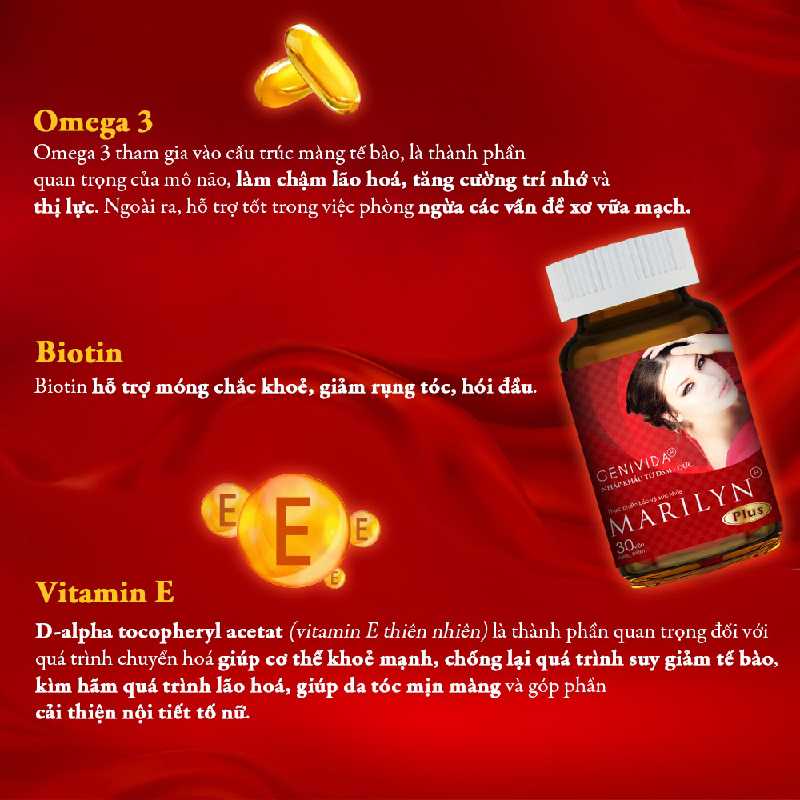 Omega 3
Omega 3 tham gia vào cấu trúc màng tế bào, là thành phần
quan trọng của mô não, làm chậm lão hoá, tăng cường trí nhớ và
thị lực. Ngoài ra, hỗ trợ tốt trong việc phòng ngừa các vấn đề xơ vữa mạch.
Biotin
Biotin hỗ trợ móng chắc khoẻ, giảm rụng tóc, hói đầu.
GENIVIDA
NHẬP KHẨU TỪ
MARILYN
Plus
30 viên
E
E
E
E
Vitamin E
D-alpha tocopheryl acetat (vitamin E thiên nhiên) là thành phần quan trọng đối với
quá trình chuyển hoá giúp cơ thể khoẻ mạnh, chống lại quá trình suy giảm tế bào,
kìm hãm quá trình lão hoá, giúp da tóc mịn màng và góp phần
cải thiện nội tiết tố nữ.